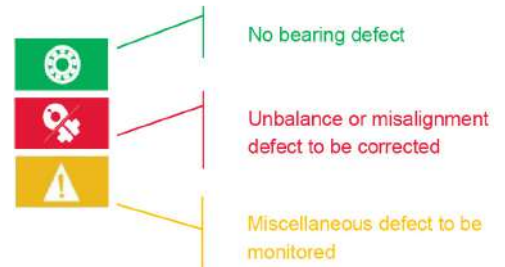 No bearing defect
Unbalance or misalignment
defect to be corrected
Miscellaneous defect to be
monitored